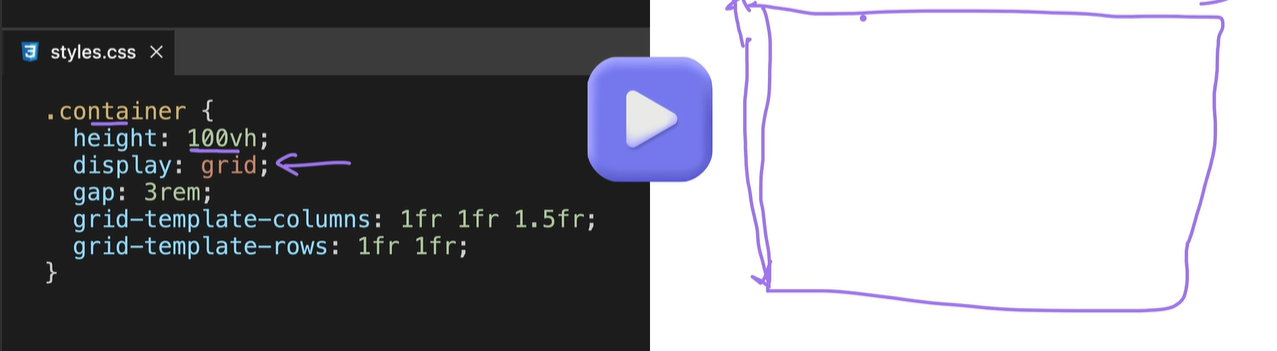 styles.css
.container {
height: 100vh;
display: grid;
gap: 3rem;
grid-template-columns: 1fr 1fr 1.5fr;
grid-template-rows: 1fr 1fr;
}